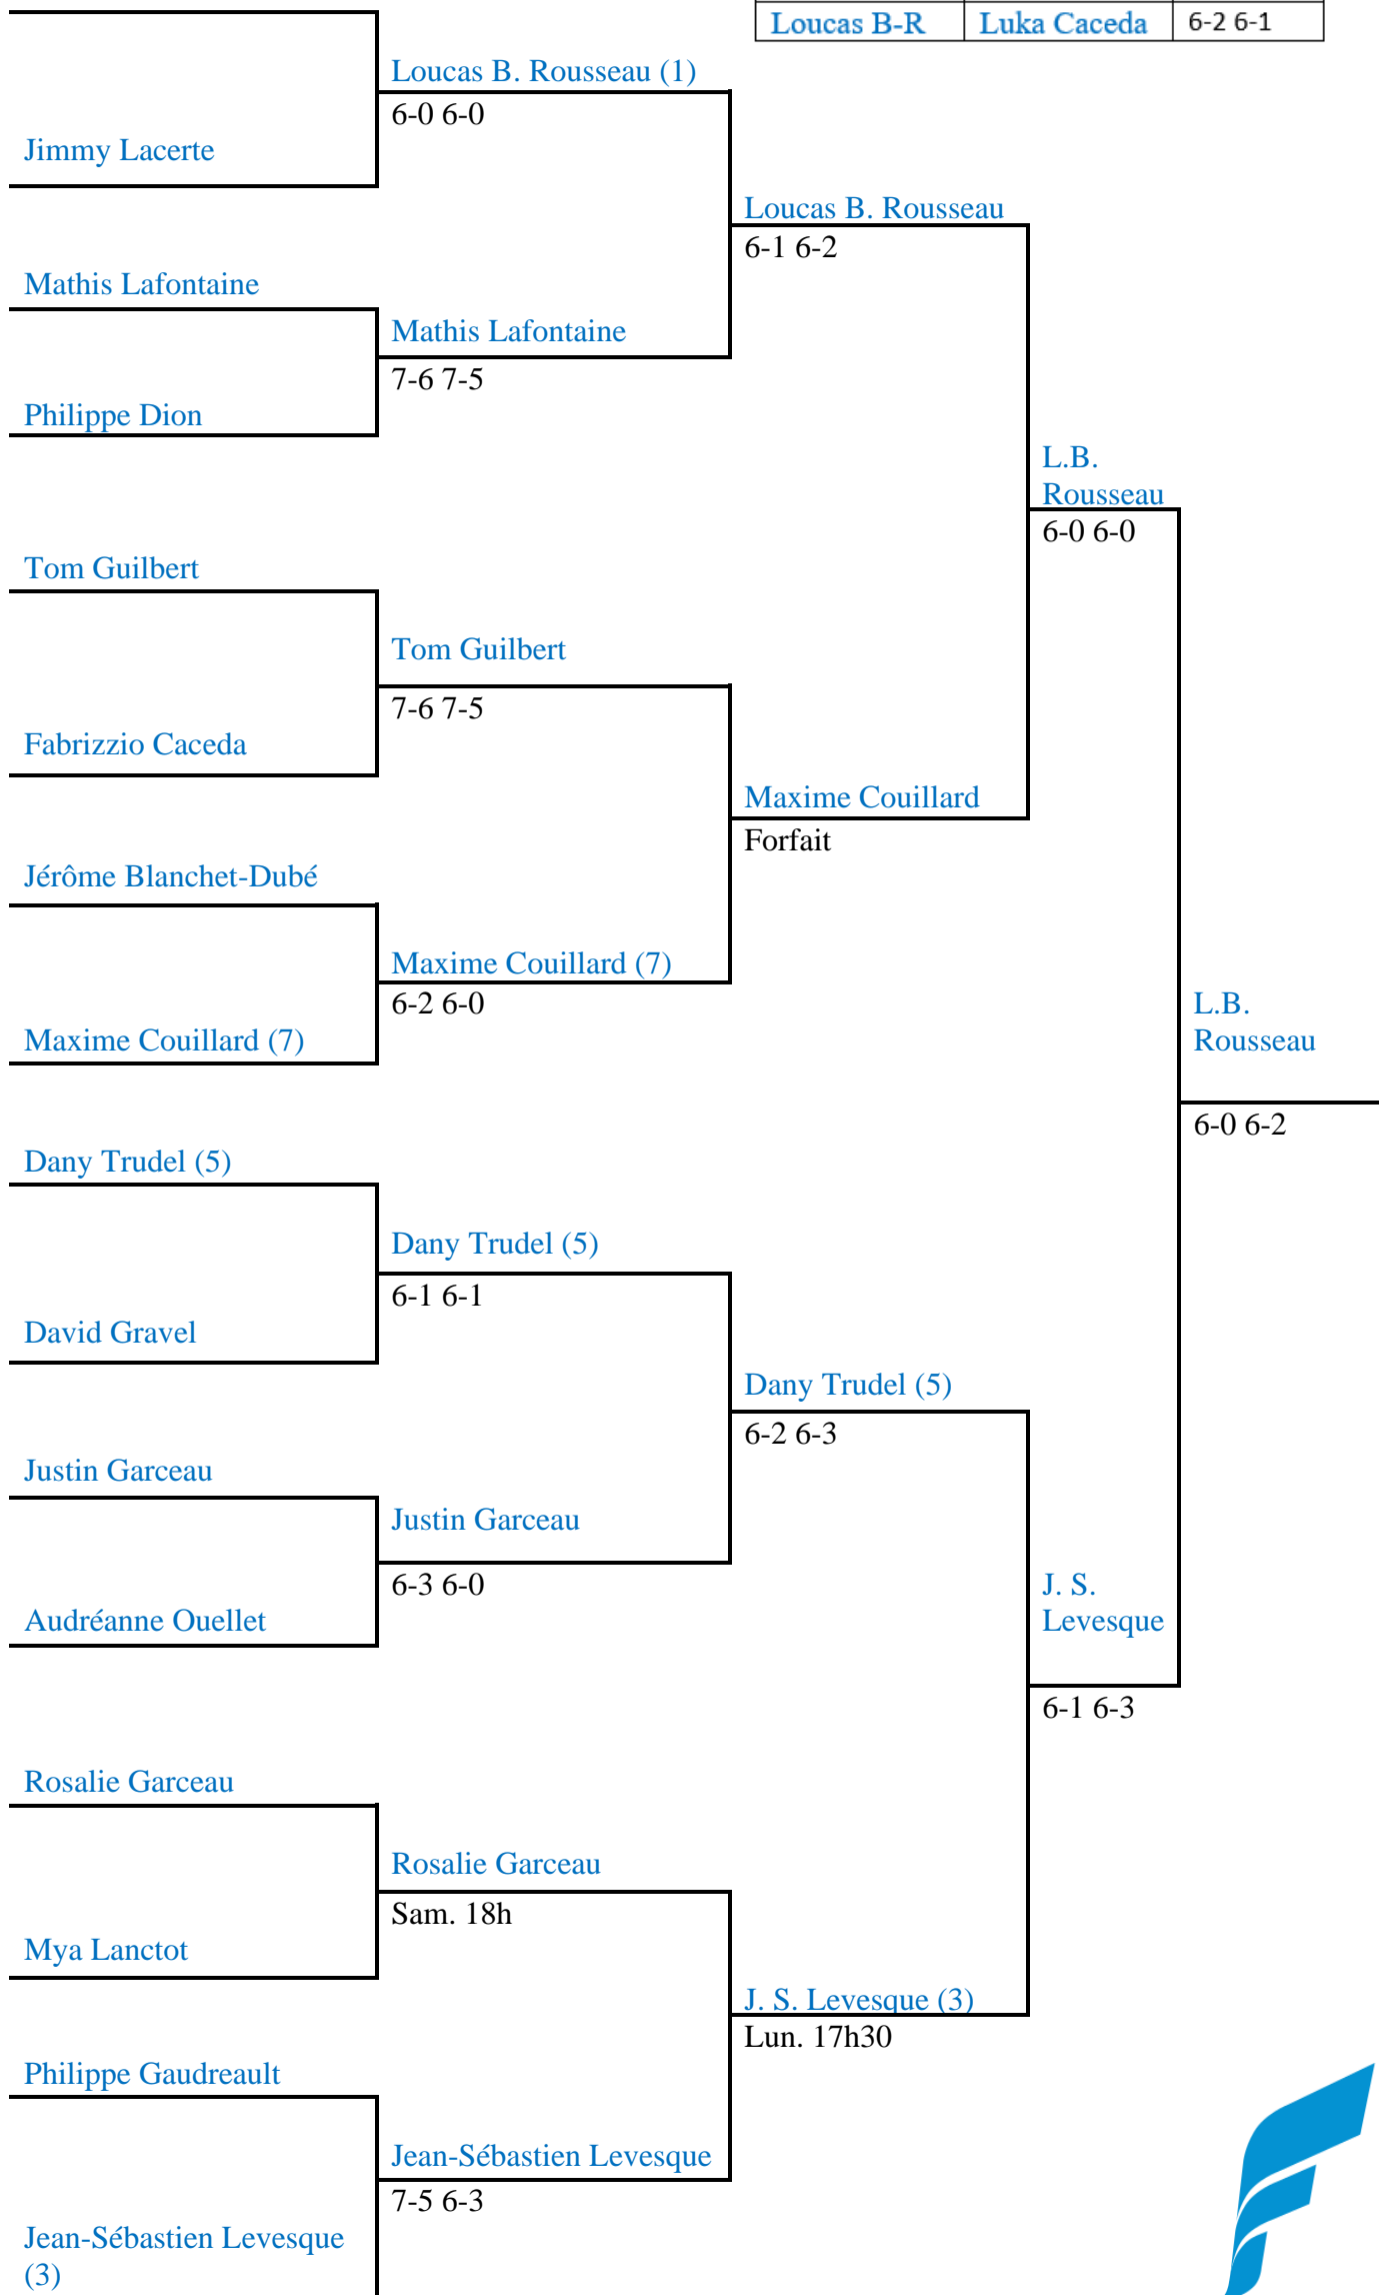 Loucas B-R Luka Caceda 6-2 6-1
Loucas B. Rousseau (1)
6-0 6-0
Jimmy Lacerte
Loucas B. Rousseau
6-1 6-2
Mathis Lafontaine
Mathis Lafontaine
7-6 7-5
Philippe Dion
L.B.
Rousseau
6-0 6-0
Tom Guilbert
Tom Guilbert
7-6 7-5
Fabrizzio Caceda
Maxime Couillard
Forfait
Jérôme Blanchet-Dubé
Maxime Couillard (7)
6-2 6-0
Maxime Couillard (7)
L.B.
Rousseau
6-0 6-2
Dany Trudel (5)
Dany Trudel (5)
6-1 6-1
David Gravel
Dany Trudel (5)
6-2 6-3
Justin Garceau
Justin Garceau
6-3 6-0
Audréanne Ouellet
J. S.
Levesque
6-1 6-3
Rosalie Garceau
Rosalie Garceau
Sam. 18h
Mya Lanctot
J. S. Levesque (3)
Lun. 17h30
Philippe Gaudreault
Jean-Sébastien Levesque
7-5 6-3
Jean-Sébastien Levesque
(3)